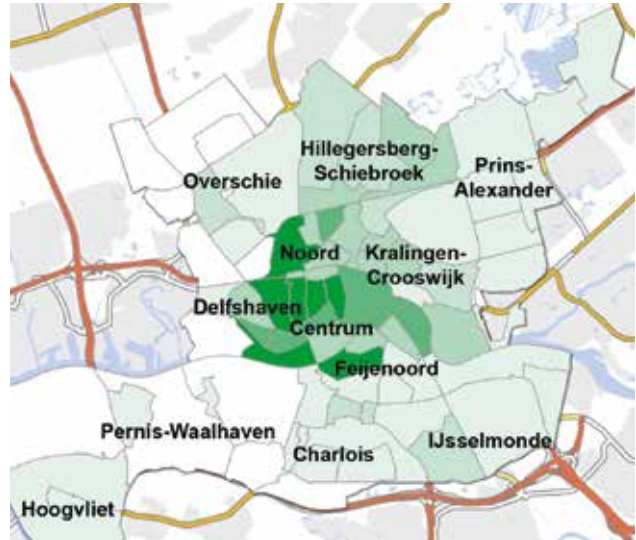 Hillegersberg-
Schiebroek
Overschie
Prins-
Alexander
Noord
Kralingen-
Crooswijk
Delfshaven
Centrum
Feijenoord
Pernis-Waalhaven
Charlois
IJsselmonde
Hoogvliet